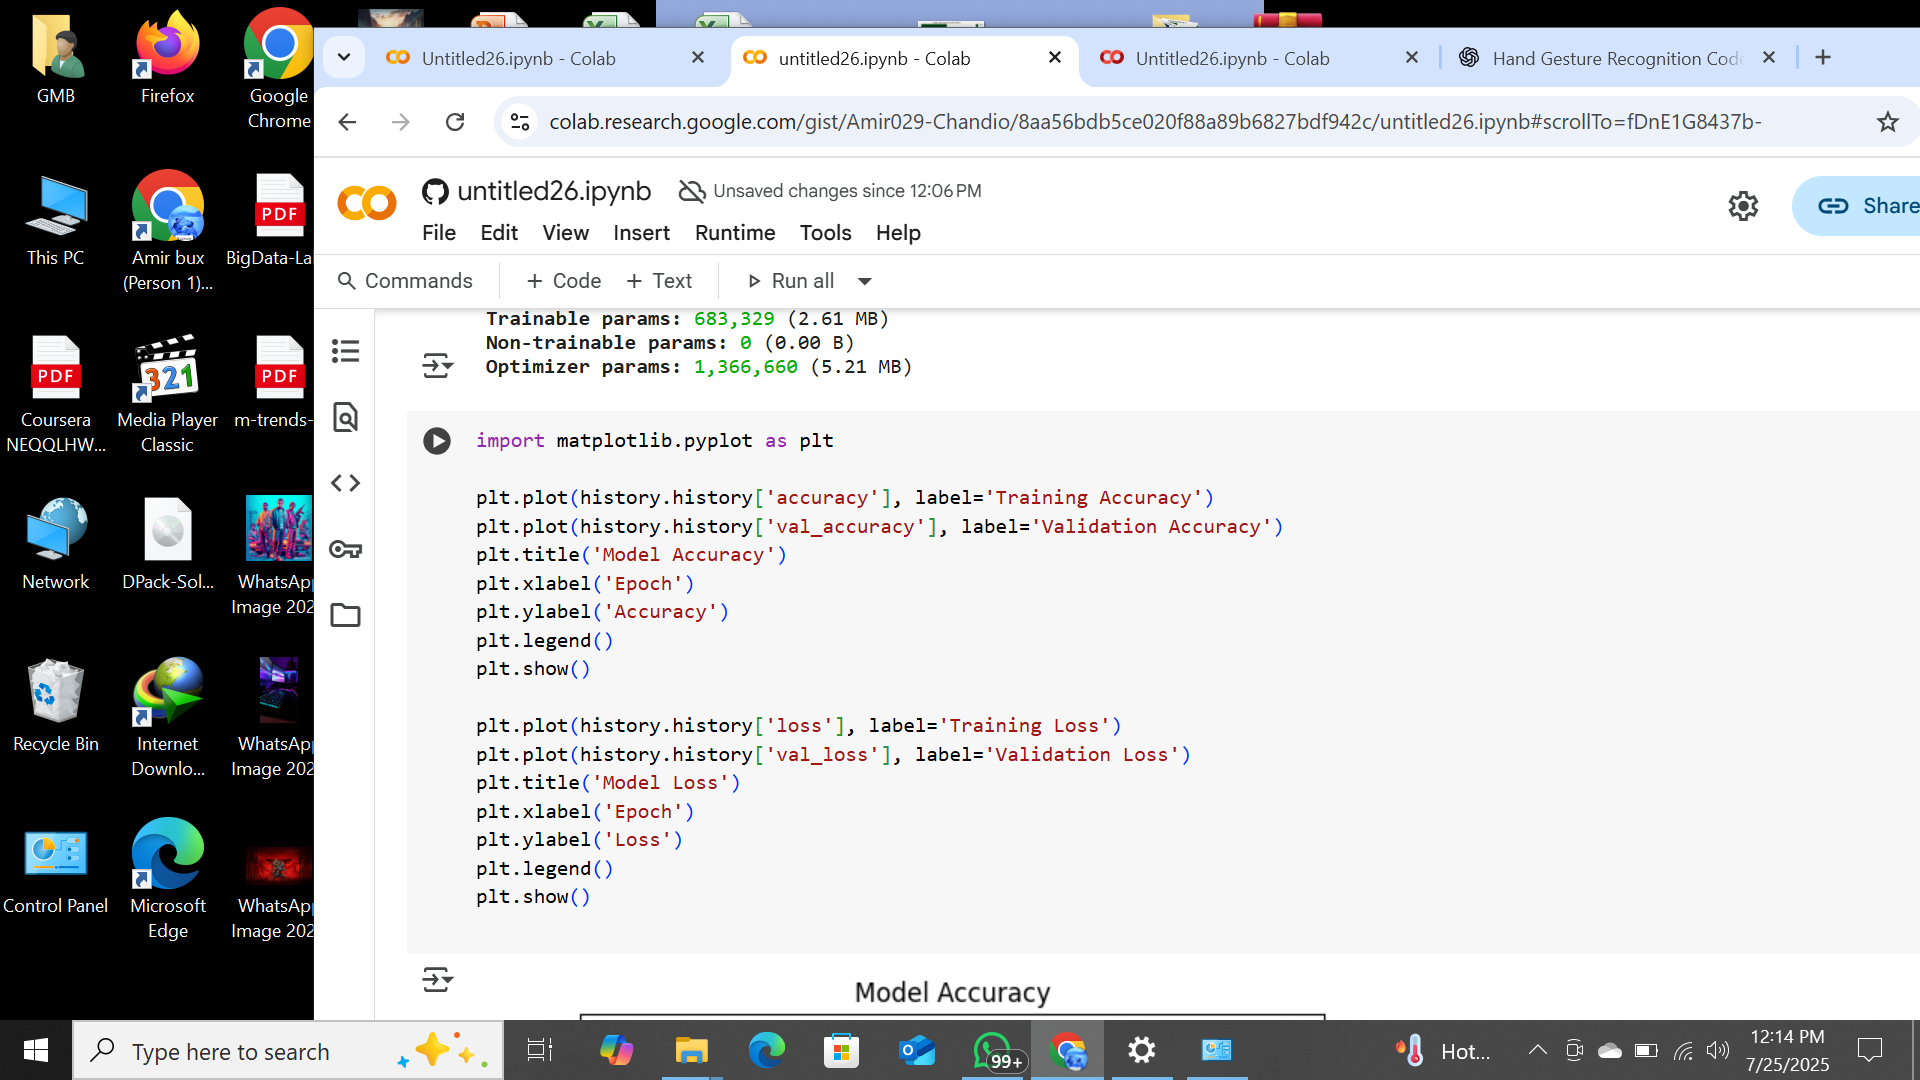 GMB
Firefox
Google
Chrome
This PC
Amir bux
(Person 1)...
PDF
BigData-La
PDF
Coursera
NEQQLHW...
321
Media Player
Classic
PDF
m-trends-
Network
DPack-Sol...
WhatsApp
Image 202
Recycle Bin
Internet
Downlo...
WhatsApp
Image 202
Control Panel
Microsoft
Edge
WhatsApp
Image 202
Untitled26.ipynb - Colab
untitled26.ipynb - Colab
Untitled26.ipynb - Colab
Hand Gesture Recognition Code
colab.research.google.com/gist/Amir029-Chandio/8aa56bdb5ce020f88a89b6827bdf942c/untitled26.ipynb#scrollTo=fDnE1G8437b-
untitled26.ipynb
Unsaved changes since 12:06 PM
Share
File Edit View Insert Runtime Tools Help
Commands + Code + Text Run all
Trainable params: 683,329 (2.61 MB)
Non-trainable params: 0 (0.00 B)
Optimizer params: 1,366,660 (5.21 MB)
import matplotlib.pyplot as plt
plt.plot(history.history['accuracy'], label='Training Accuracy')
plt.plot(history.history['val_accuracy'], label='Validation Accuracy')
plt.title('Model Accuracy')
plt.xlabel('Epoch')
plt.ylabel('Accuracy')
plt.legend()
plt.show()
plt.plot(history.history['loss'], label='Training Loss')
plt.plot(history.history['val_loss'], label='Validation Loss')
plt.title('Model Loss')
plt.xlabel('Epoch')
plt.ylabel('Loss')
plt.legend()
plt.show()
Model Accuracy
Type here to search
99+
Hot...
12:14 PM
7/25/2025